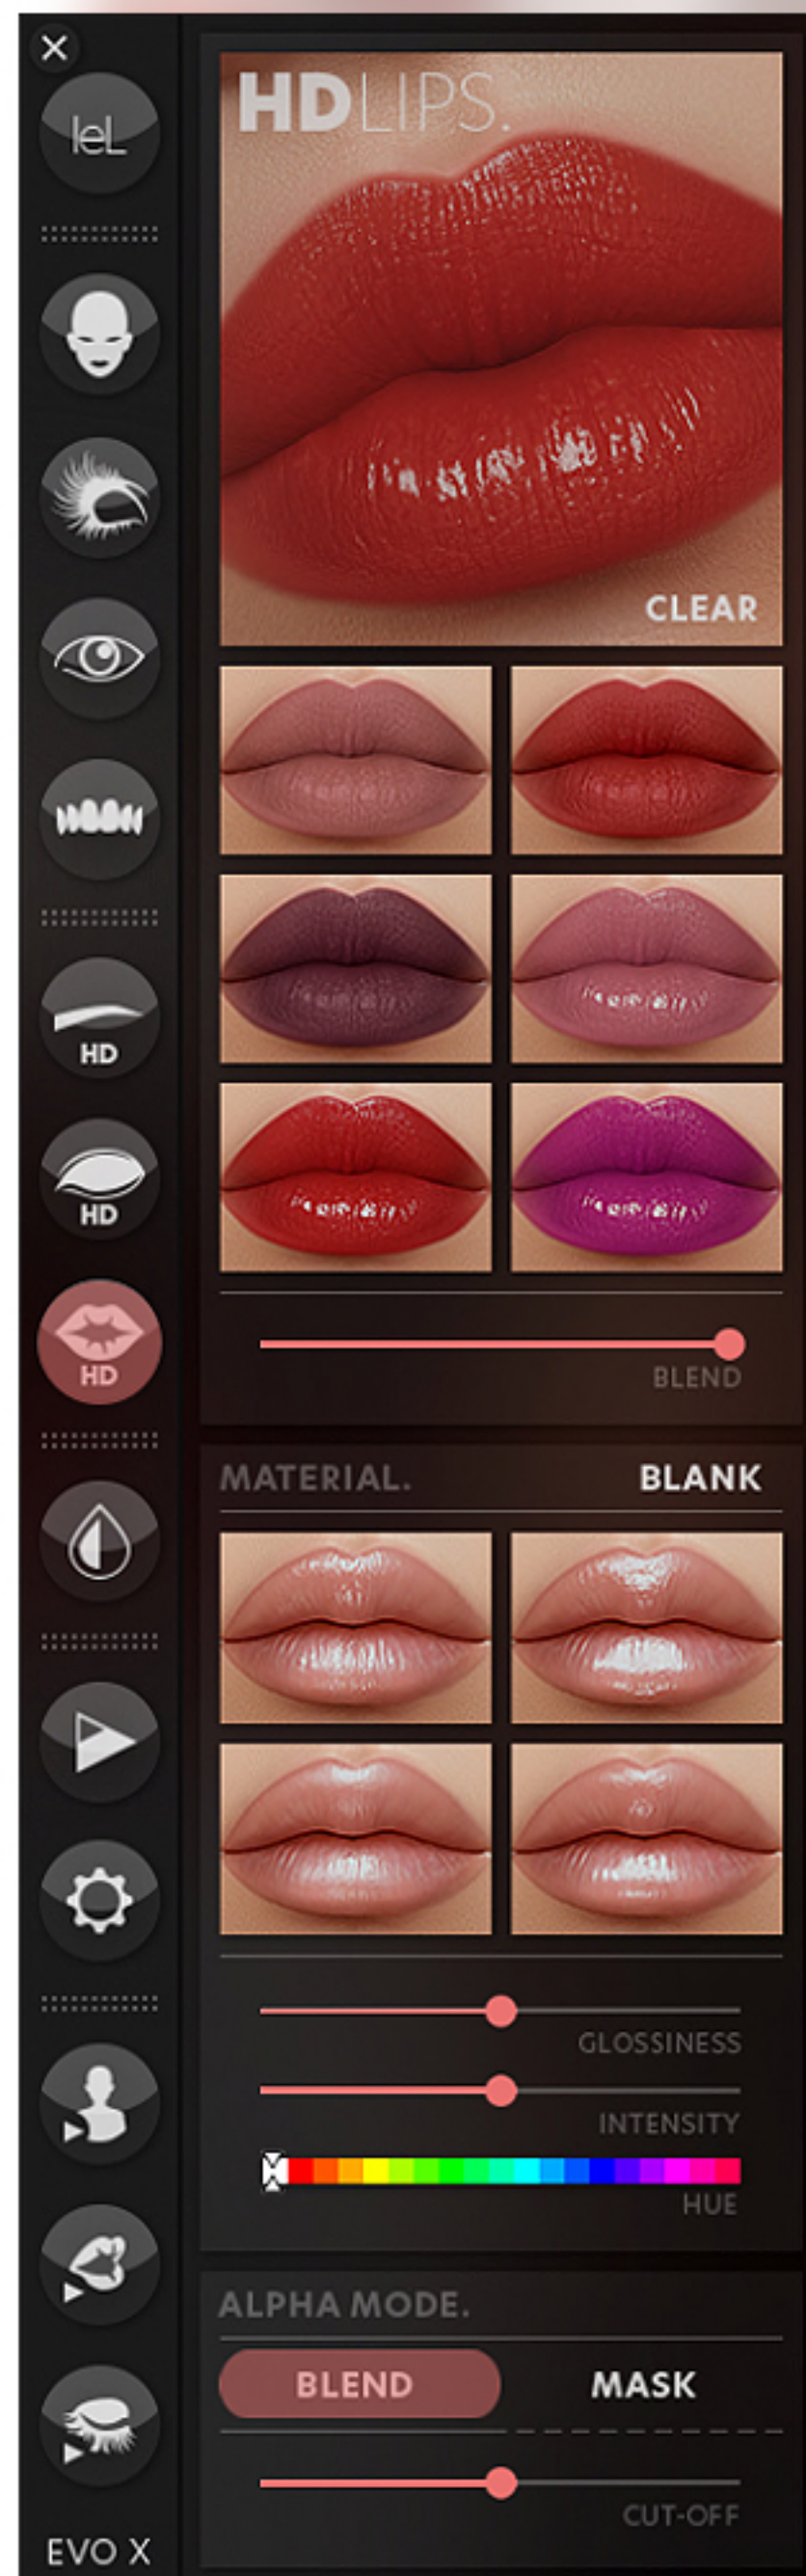 leL
HD
HD
HD
EVO X
HDLIPS.
CLEAR
BLEND
MATERIAL. BLANK
GLOSSINESS
INTENSITY
HUE
ALPHA MODE.
BLEND MASK
CUT-OFF